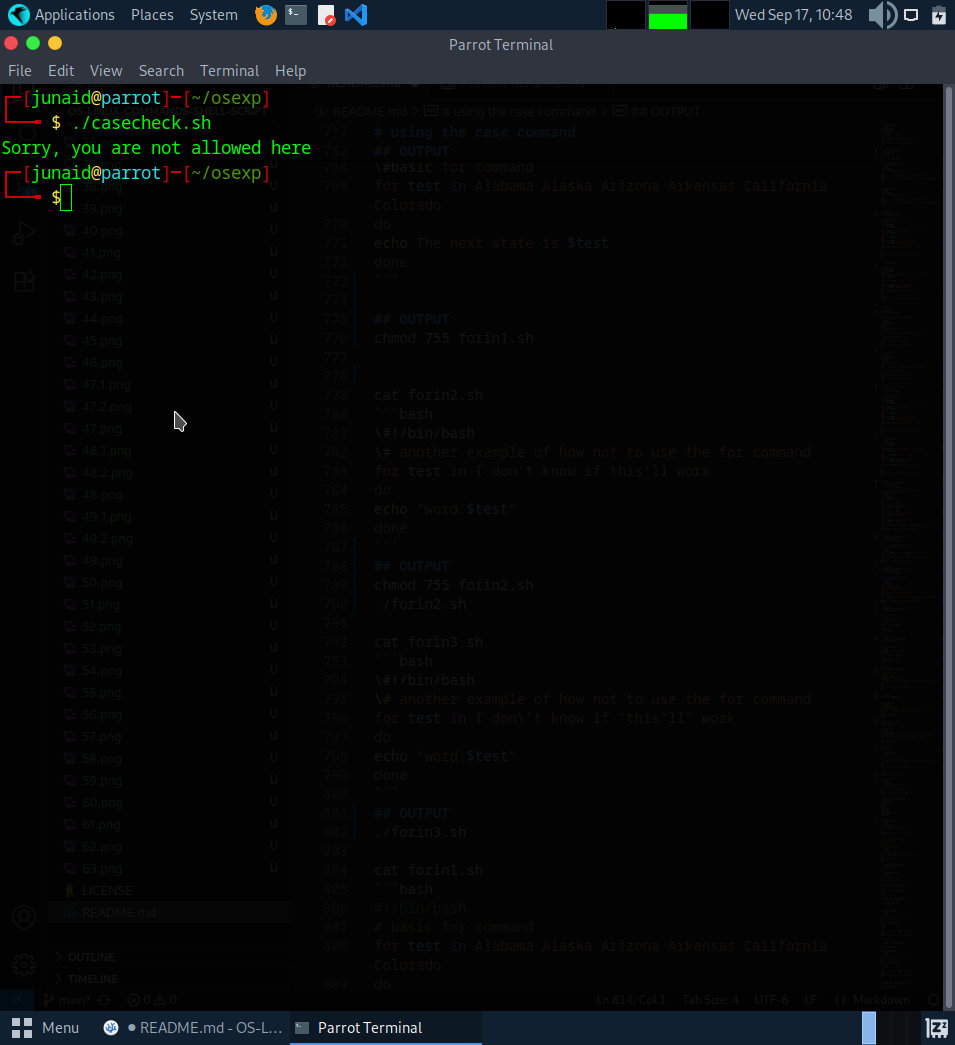 Applications Places System Wed Sep 17, 10:48
Parrot Terminal
File Edit View Search Terminal Help
┌─[junaid@parrot]─[~/osexp]
└──╼ $ ./casecheck.sh
Sorry, you are not allowed here
┌─[junaid@parrot]─[~/osexp]
└──╼ $
39.png U
40.png U
41.png U
42.png U
43.png U
44.png U
45.png U
46.png U
47.1.png U
47.2.png U
47.png U
48.1.png U
48.2.png U
48.png U
49.1.png U
49.2.png U
49.png U
50.png U
51.png U
52.png U
53.png U
54.png U
55.png U
56.png U
57.png U
58.png U
59.png U
60.png U
61.png U
62.png U
63.png U
LICENSE
README.md
OUTLINE
TIMELINE
README.md > # using the case command > ## OUTPUT
737 # using the case command
762 ## OUTPUT
768 \#basic for command
769 for test in Alabama Alaska Arizona Arkansas California
Colorado
770 do
771 echo The next state is $test
772 done
773 ```
774
775 ## OUTPUT
776 chmod 755 forin1.sh
777
778
779 cat forin2.sh
780 ```bash
781 \#!/bin/bash
782 \# another example of how not to use the for command
783 for test in I don't know if this'll work
784 do
785 echo "word:$test"
786 done
787 ```
788 ## OUTPUT
789 chmod 755 forin2.sh
790 ./forin2.sh
791
792 cat forin3.sh
793 ```bash
794 \#!/bin/bash
795 \# another example of how not to use the for command
796 for test in I don\'t know if "this'll" work
797 do
798 echo "word:$test"
799 done
800 ```
801 ## OUTPUT
802 ./forin3.sh
803
804 cat forin1.sh
805 ```bash
806 #!/bin/bash
807 # basic for command
808 for test in Alabama Alaska Arizona Arkansas California
Colorado
809 do
main* 0 0 Ln 814, Col 1 Tab Size: 4 UTF-8 LF {} Markdown
Menu ● README.md - OS-L... Parrot Terminal